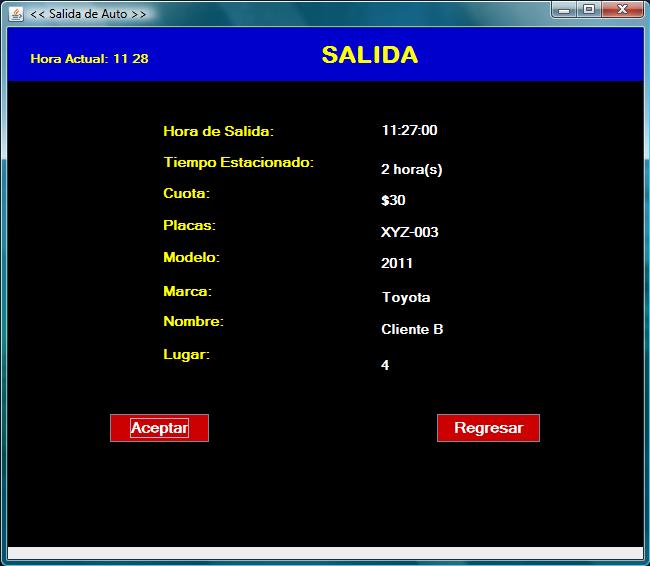 << Salida de Auto >>
Hora Actual: 11 28
SALIDA
Hora de Salida: 11:27:00
Tiempo Estacionado: 2 hora(s)
Cuota: $30
Placas: XYZ-003
Modelo: 2011
Marca: Toyota
Nombre: Cliente B
Lugar: 4
Aceptar
Regresar